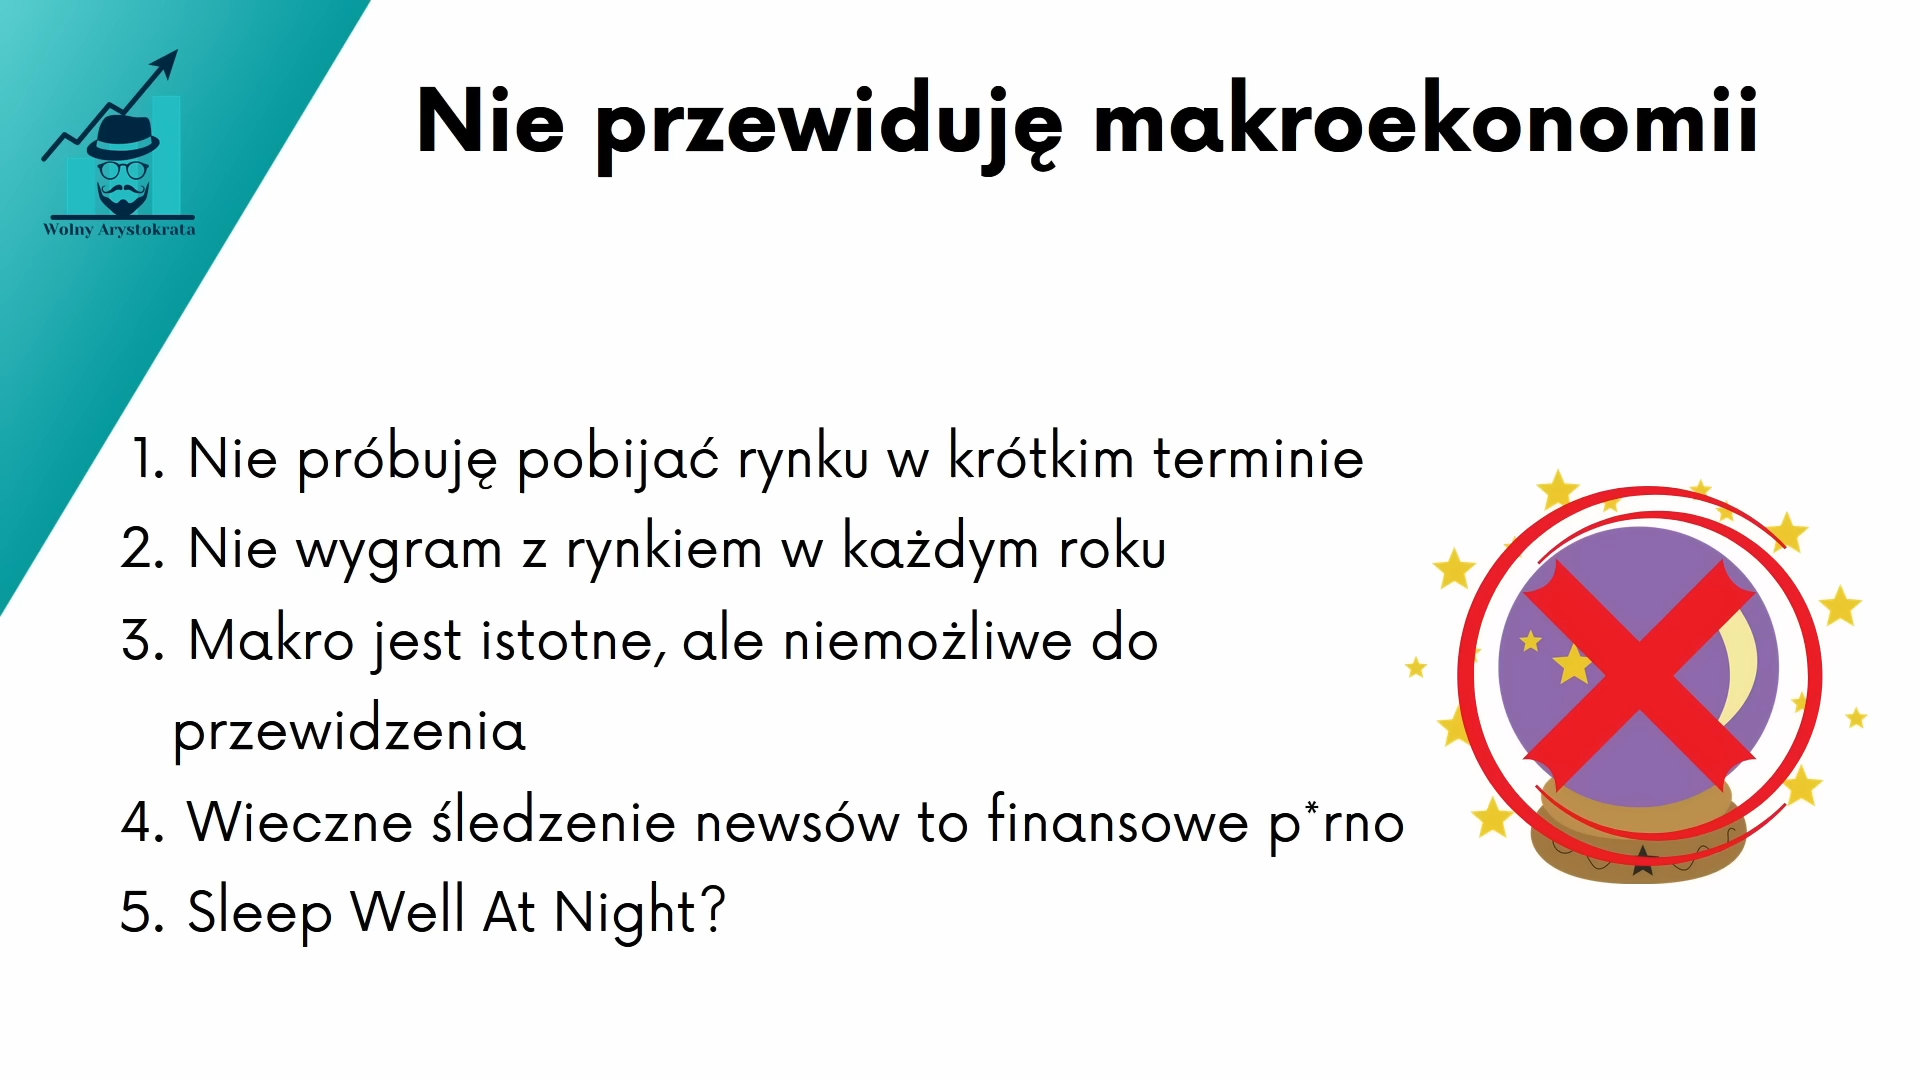 Wolny Arystokrata
Nie przewiduję makroekonomii
1. Nie próbuję pobijać rynku w krótkim terminie
2. Nie wygram z rynkiem w każdym roku
3. Makro jest istotne, ale niemożliwe do
przewidzenia
4. Wieczne śledzenie newsów to finansowe p*rno
5. Sleep Well At Night?